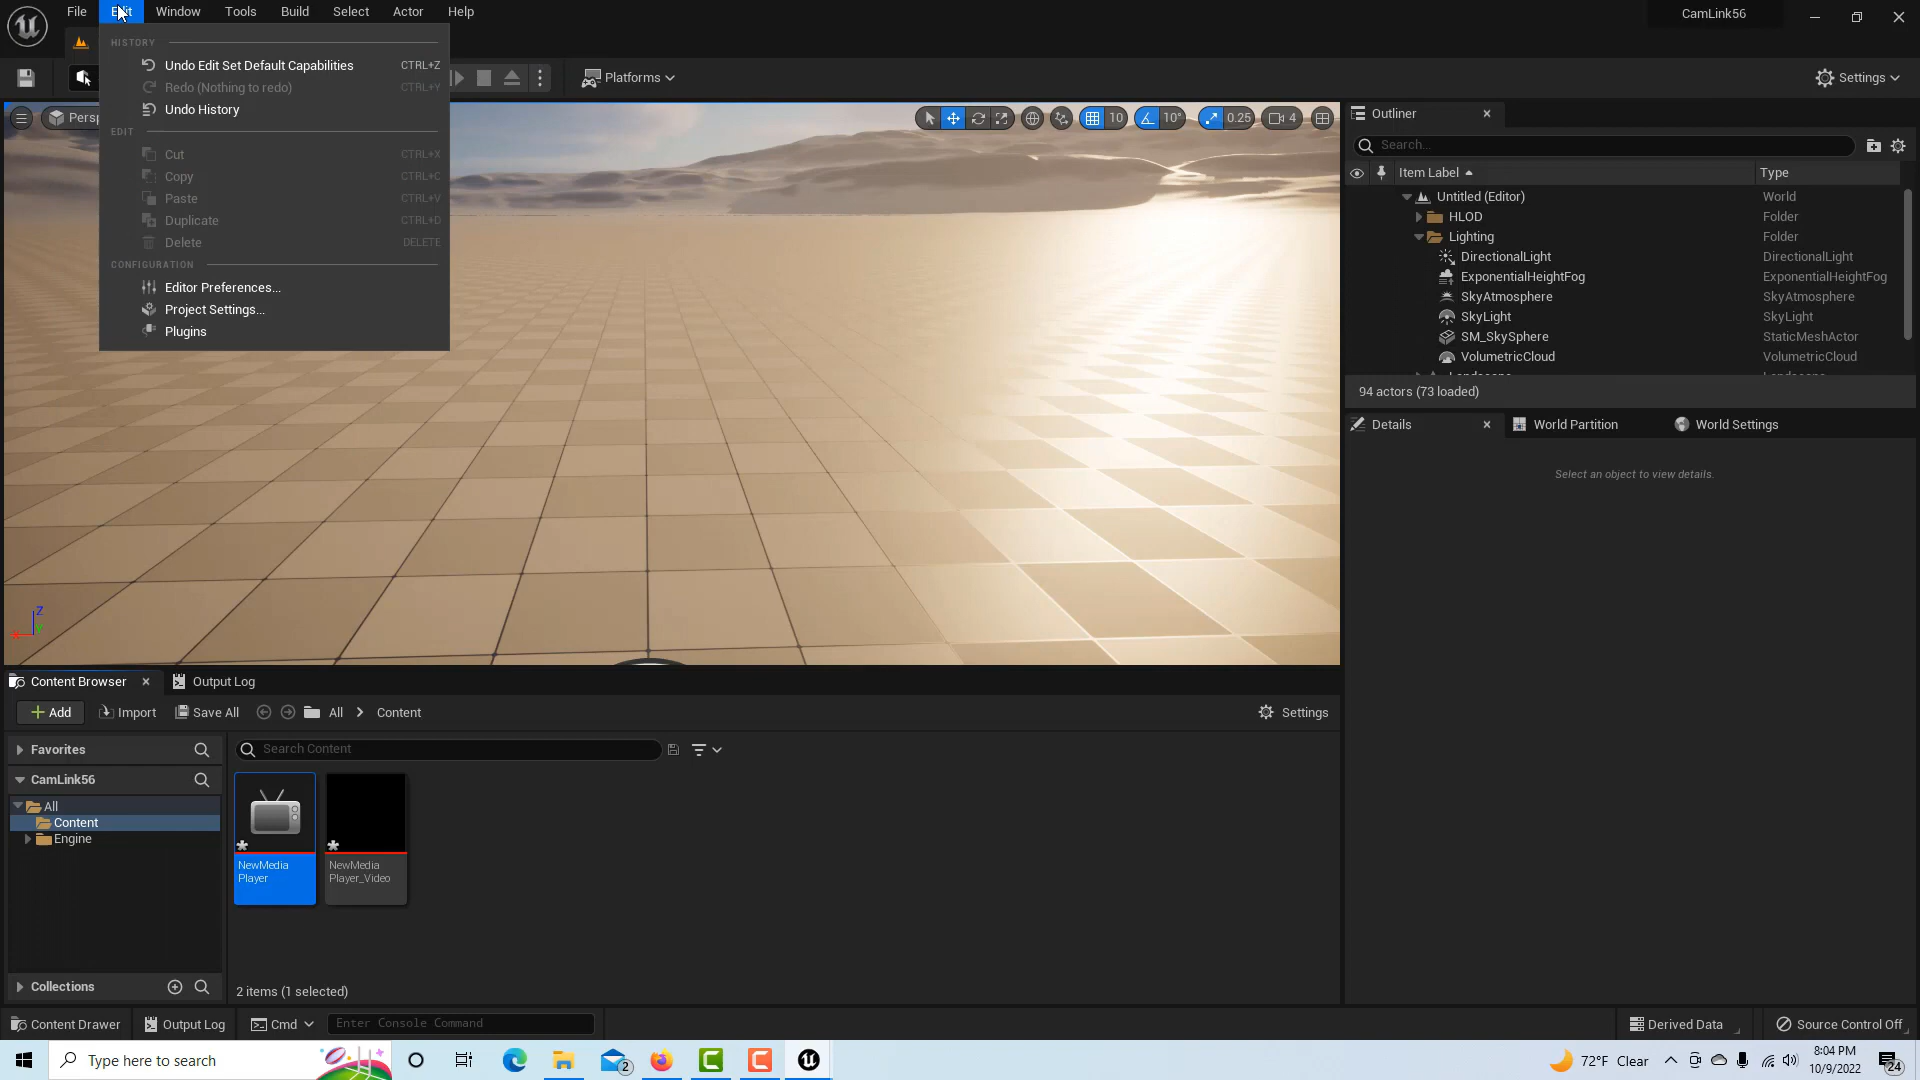 File Edit Window Tools Build Select Actor Help
CamLink56
HISTORY
Undo Edit Set Default Capabilities CTRL+Z
Redo (Nothing to redo) CTRL+Y
Undo History
EDIT
Cut CTRL+X
Copy CTRL+C
Paste CTRL+V
Duplicate CTRL+D
Delete DELETE
CONFIGURATION
Editor Preferences...
Project Settings...
Plugins
Platforms
Settings
10 10° 0.25 4
Z
Outliner
Search...
Item Label Type
Untitled (Editor) World
HLOD Folder
Lighting Folder
DirectionalLight DirectionalLight
ExponentialHeightFog ExponentialHeightFog
SkyAtmosphere SkyAtmosphere
SkyLight SkyLight
SM_SkySphere StaticMeshActor
VolumetricCloud VolumetricCloud
94 actors (73 loaded)
Details World Partition World Settings
Select an object to view details.
Content Browser Output Log
Add Import Save All All Content Settings
Favorites
Search Content
CamLink56
All
Content
Engine
NewMedia
Player
NewMedia
Player_Video
Collections
2 items (1 selected)
Content Drawer Output Log Cmd Enter Console Command Derived Data Source Control Off
Type here to search
2
72°F Clear
8:04 PM
10/9/2022
24